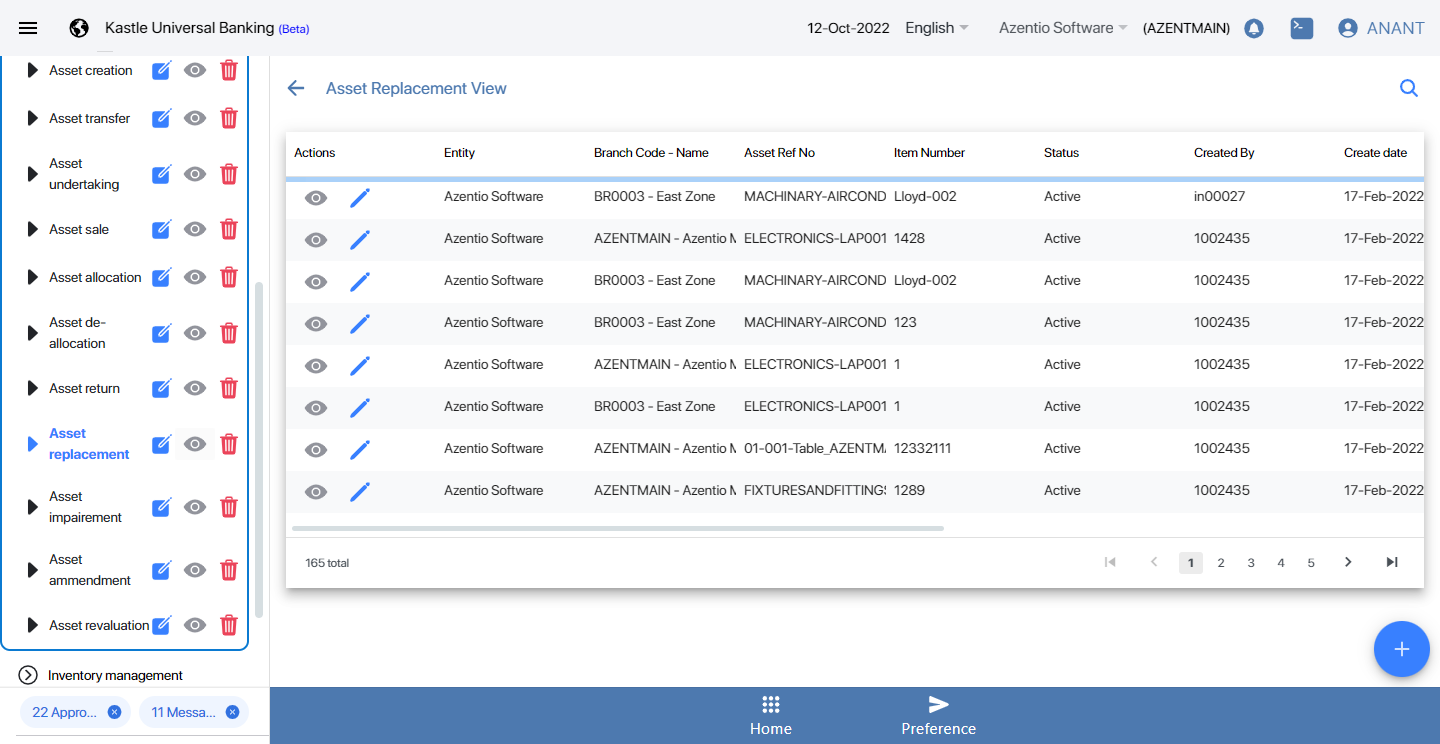 Kastle Universal Banking (Beta)
12-Oct-2022
English
Azentio Software
(AZENTMAIN)
ANANT
Asset creation
Asset transfer
Asset
undertaking
Asset sale
Asset allocation
Asset de-
allocation
Asset return
Asset
replacement
Asset
impairement
Asset
ammendment
Asset revaluation
Inventory management
22 Appro...
11 Messa...
Asset Replacement View
Actions Entity Branch Code - Name Asset Ref No Item Number Status Created By Create date
Azentio Software BR0003 - East Zone MACHINARY-AIRCOND Lloyd-002 Active in00027 17-Feb-2022
Azentio Software AZENTMAIN - Azentio M ELECTRONICS-LAP001 1428 Active 1002435 17-Feb-2022
Azentio Software BR0003 - East Zone MACHINARY-AIRCOND Lloyd-002 Active 1002435 17-Feb-2022
Azentio Software BR0003 - East Zone MACHINARY-AIRCOND 123 Active 1002435 17-Feb-2022
Azentio Software AZENTMAIN - Azentio M ELECTRONICS-LAP001 1 Active 1002435 17-Feb-2022
Azentio Software BR0003 - East Zone ELECTRONICS-LAP001 1 Active 1002435 17-Feb-2022
Azentio Software AZENTMAIN - Azentio M 01-001-Table_AZENTMA 12332111 Active 1002435 17-Feb-2022
Azentio Software AZENTMAIN - Azentio M FIXTURESANDFITTINGS 1289 Active 1002435 17-Feb-2022
165 total
1 2 3 4 5
Home
Preference